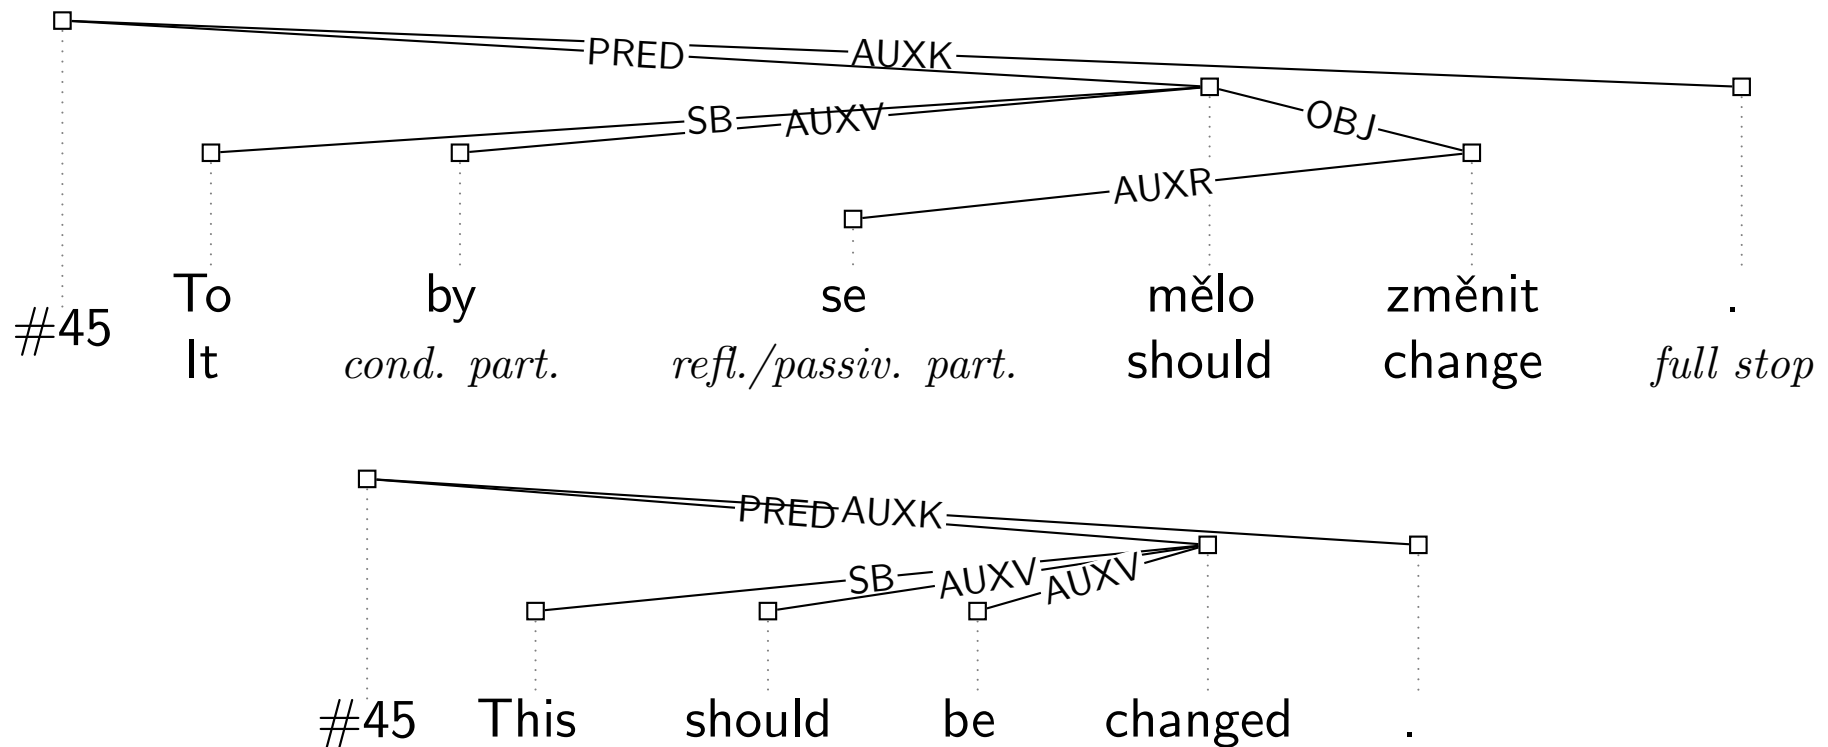 PRED AUXK
SB AUXV OBJ
AUXR
#45 To by se mělo změnit .
It cond. part. refl./passiv. part. should change full stop
PRED AUXK
SB AUXV AUXV
#45 This should be changed .